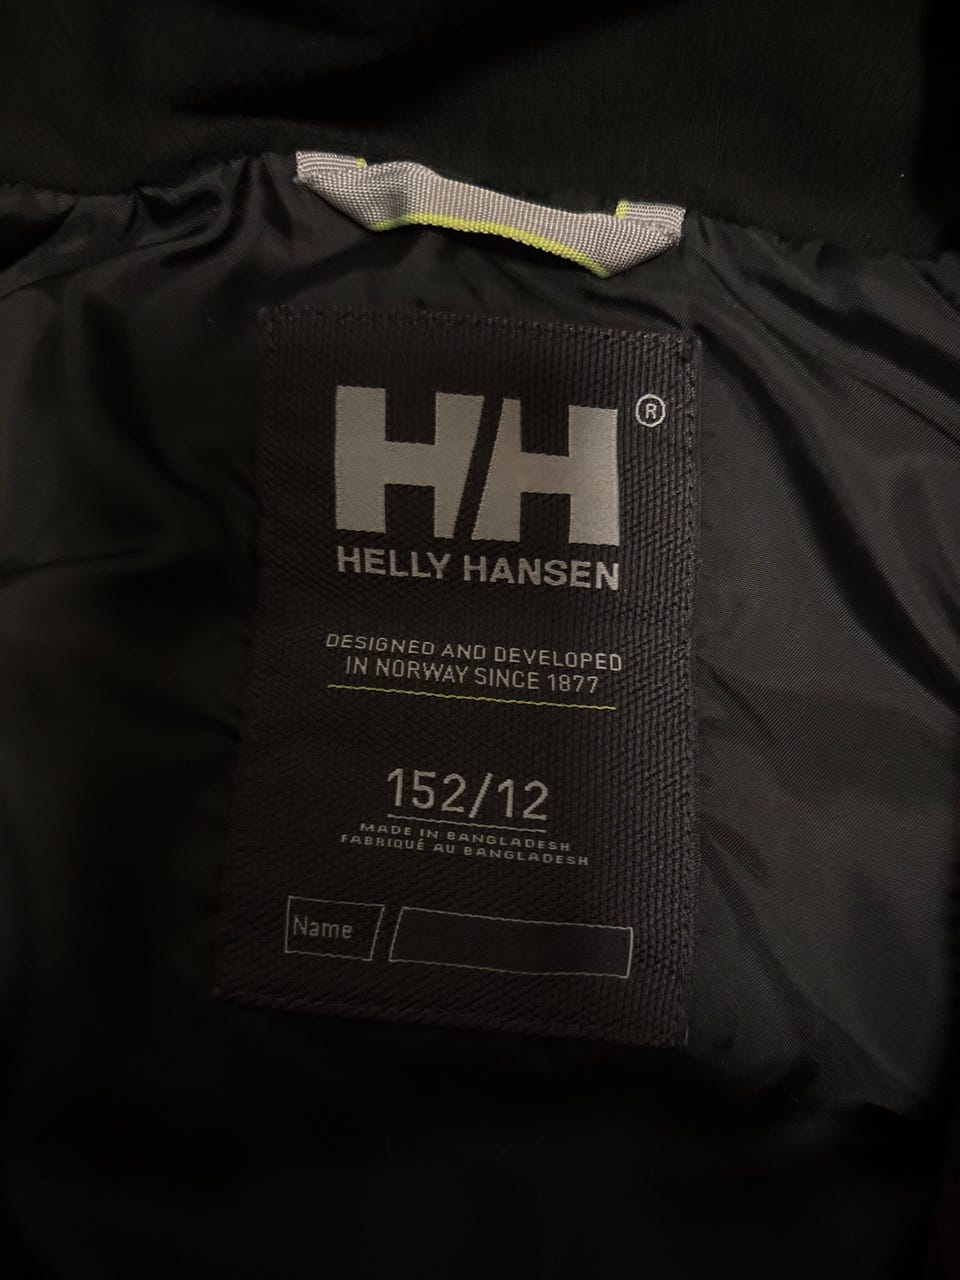 HH®
HELLY HANSEN
DESIGNED AND DEVELOPED
IN NORWAY SINCE 1877
152/12
MADE IN BANGLADESH
FABRIQUÉ AU BANGLADESH
Name